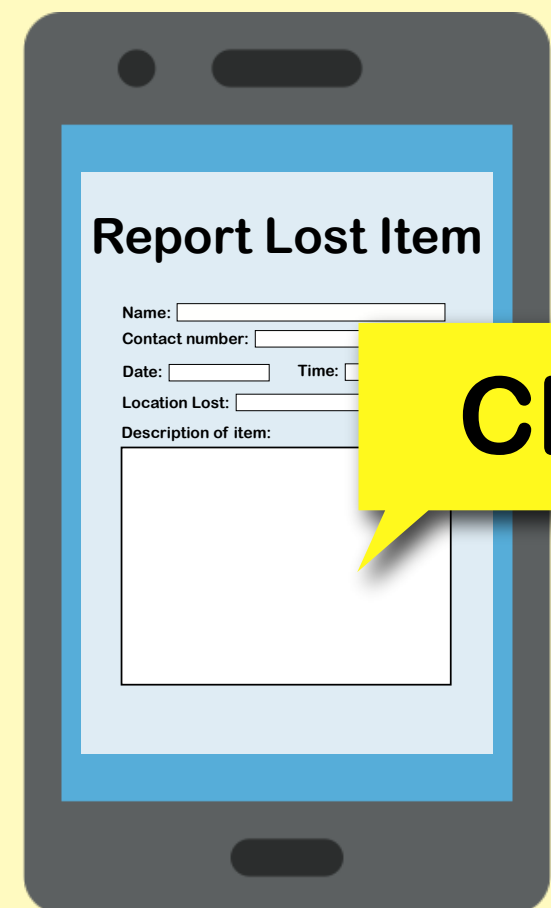 Report Lost Item
Name:
Contact number:
Date: Time:
Location Lost:
Description of item: